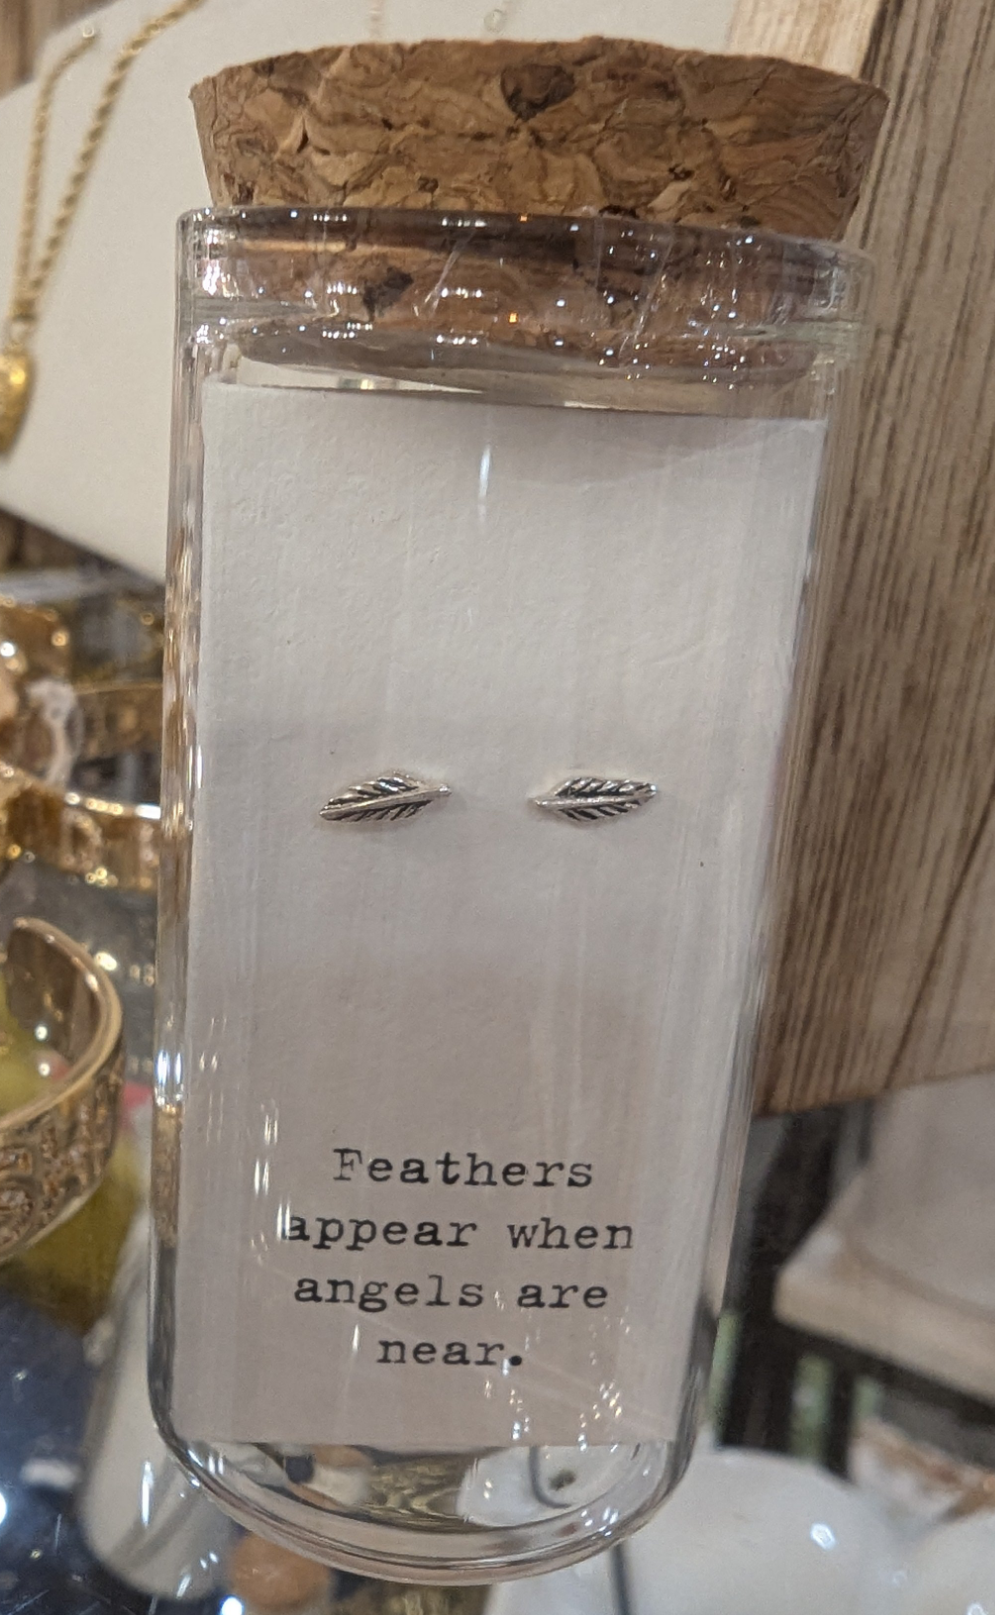 Feathers
appear when
angels are
near.